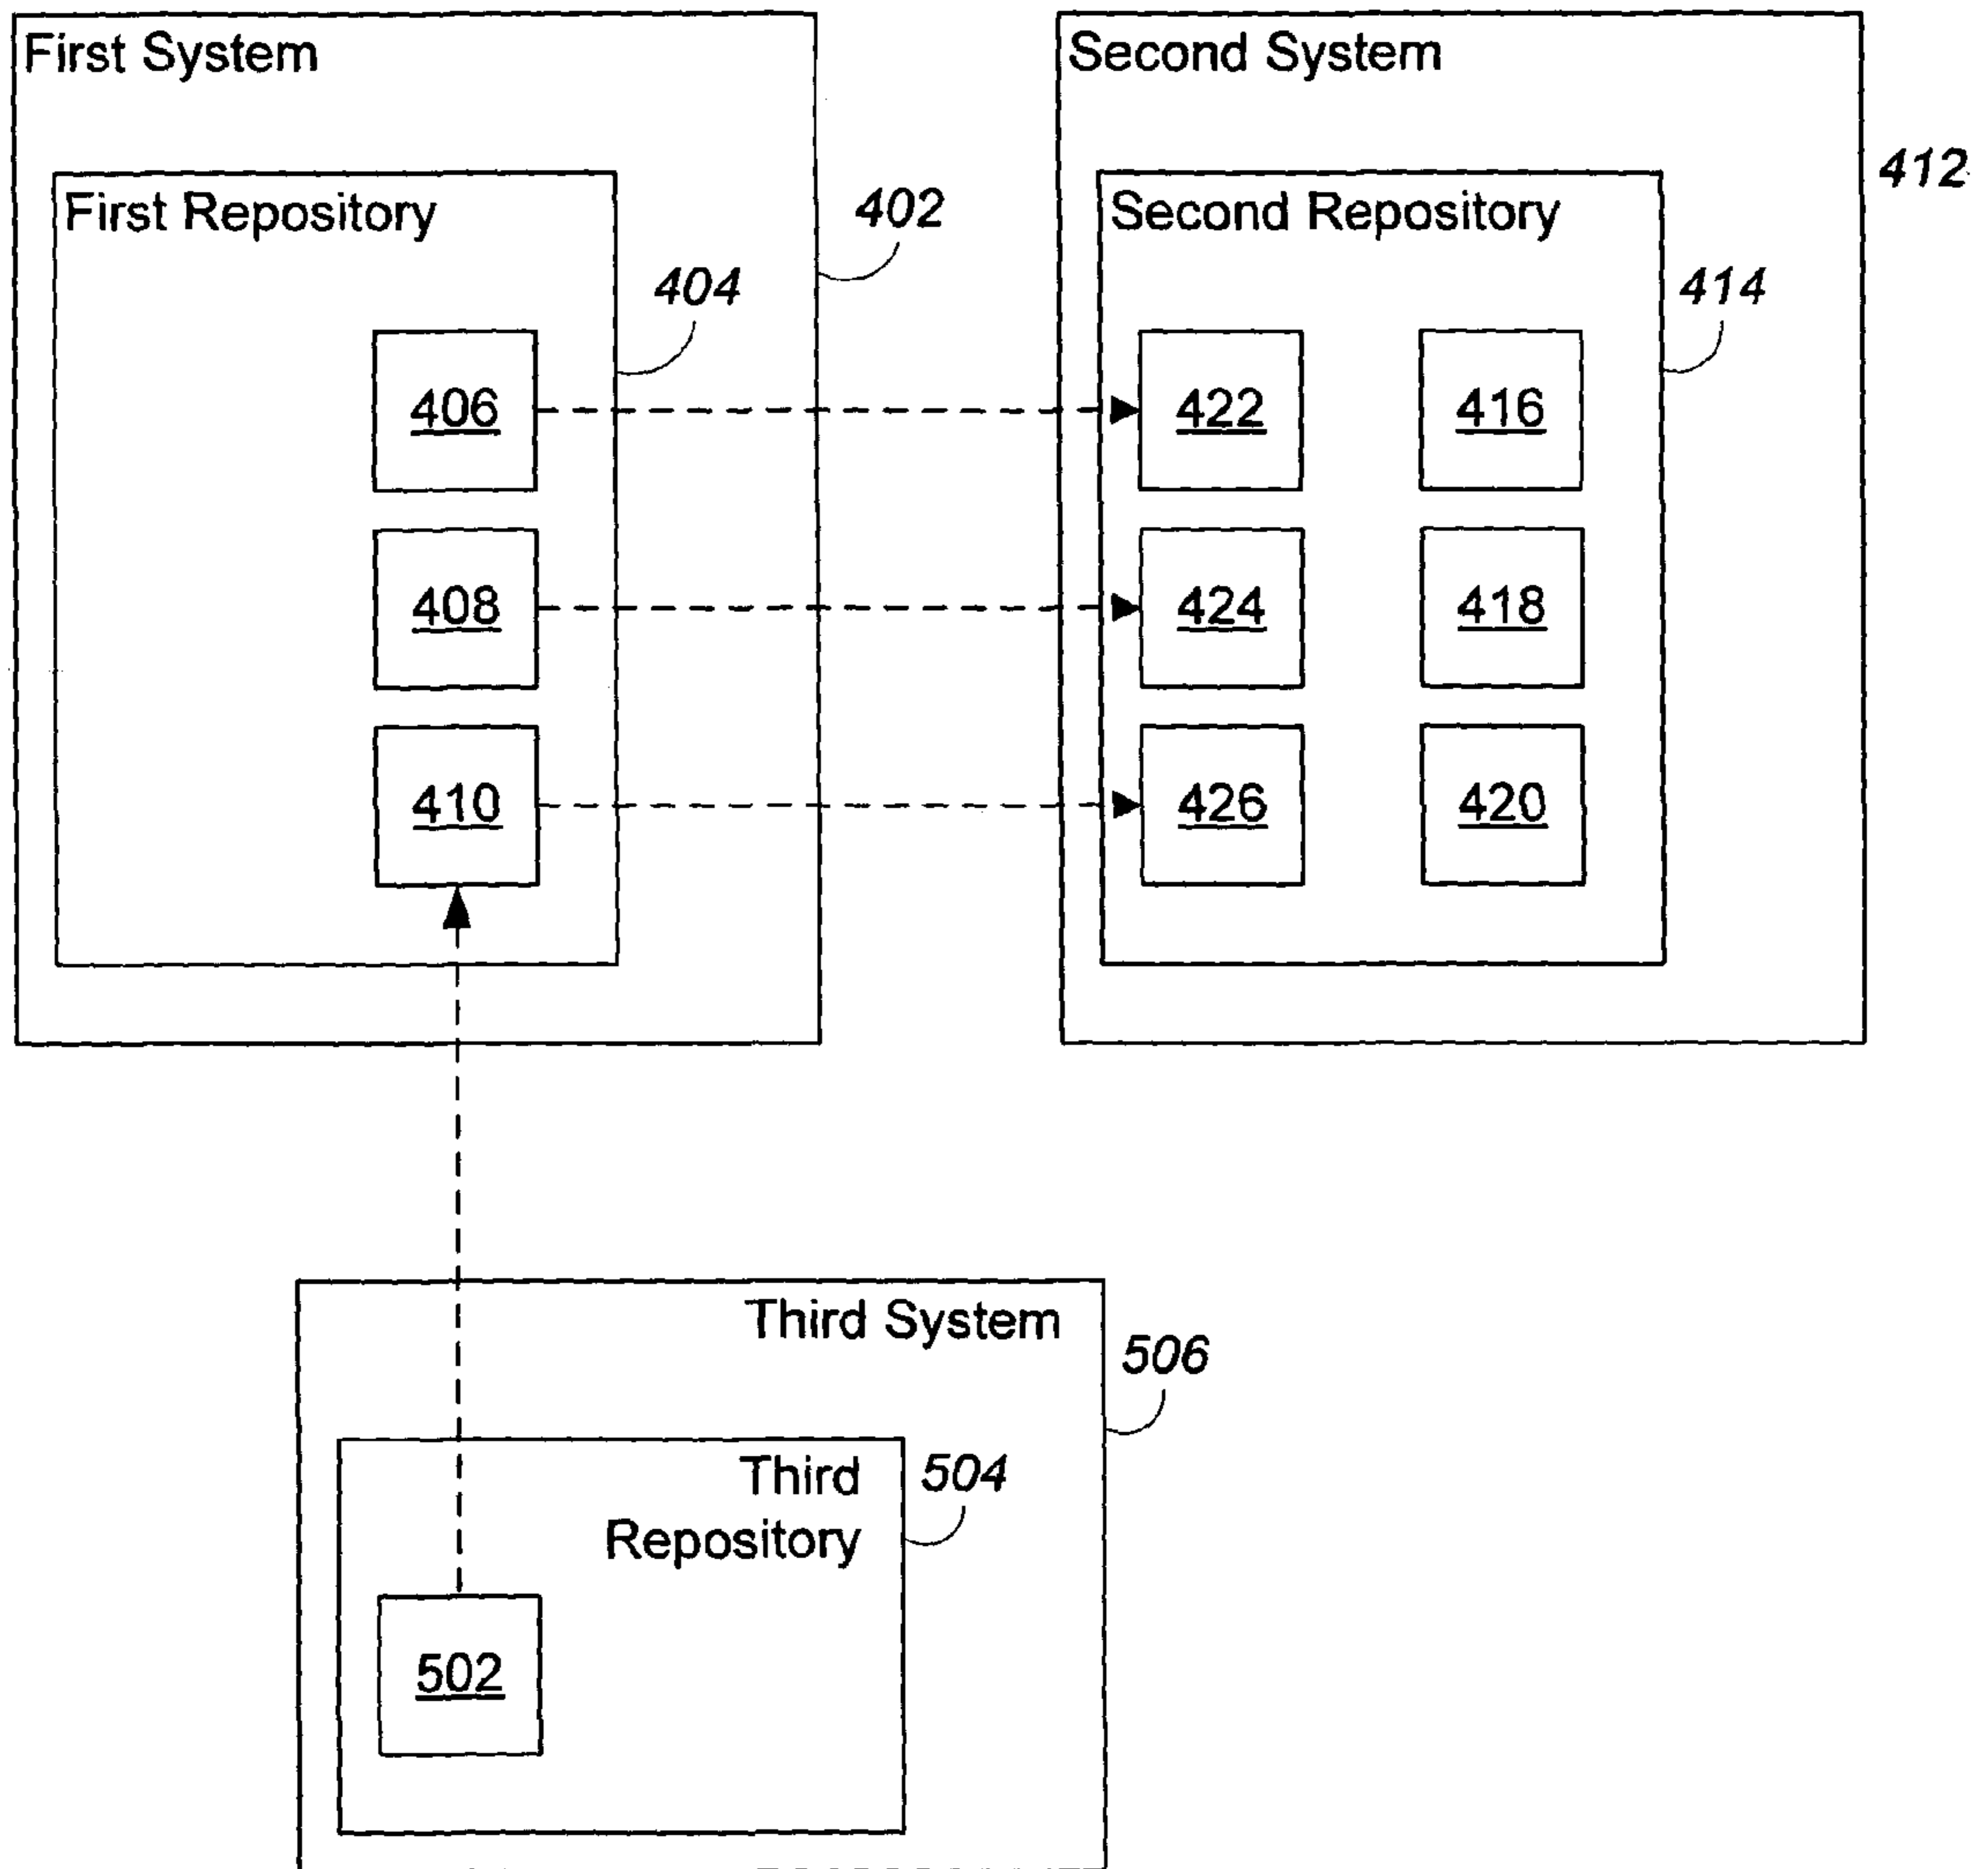 First System
Second System
412
First Repository
402
Second Repository
404
414
406
422
416
408
424
418
410
426
420
Third System
506
Third
Repository
504
502